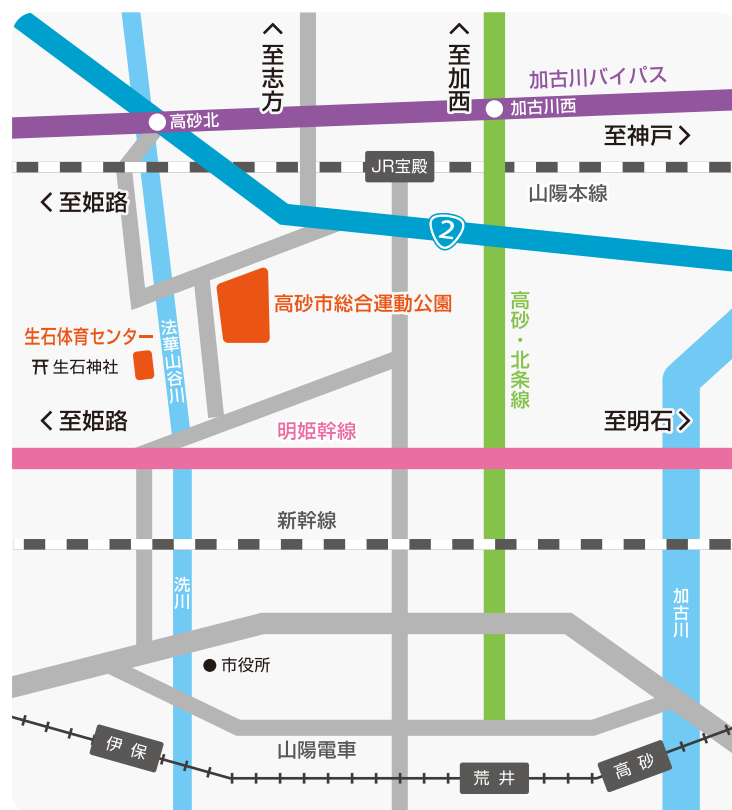 至志方
至加西
加古川バイパス
高砂北
加古川西
至神戸
JR宝殿
山陽本線
至姫路
2
高砂市総合運動公園
高砂・北条線
生石体育センター
生石神社
法華山谷川
至姫路
至明石
明姫幹線
新幹線
洗川
加古川
市役所
伊保
山陽電車
荒井
高砂